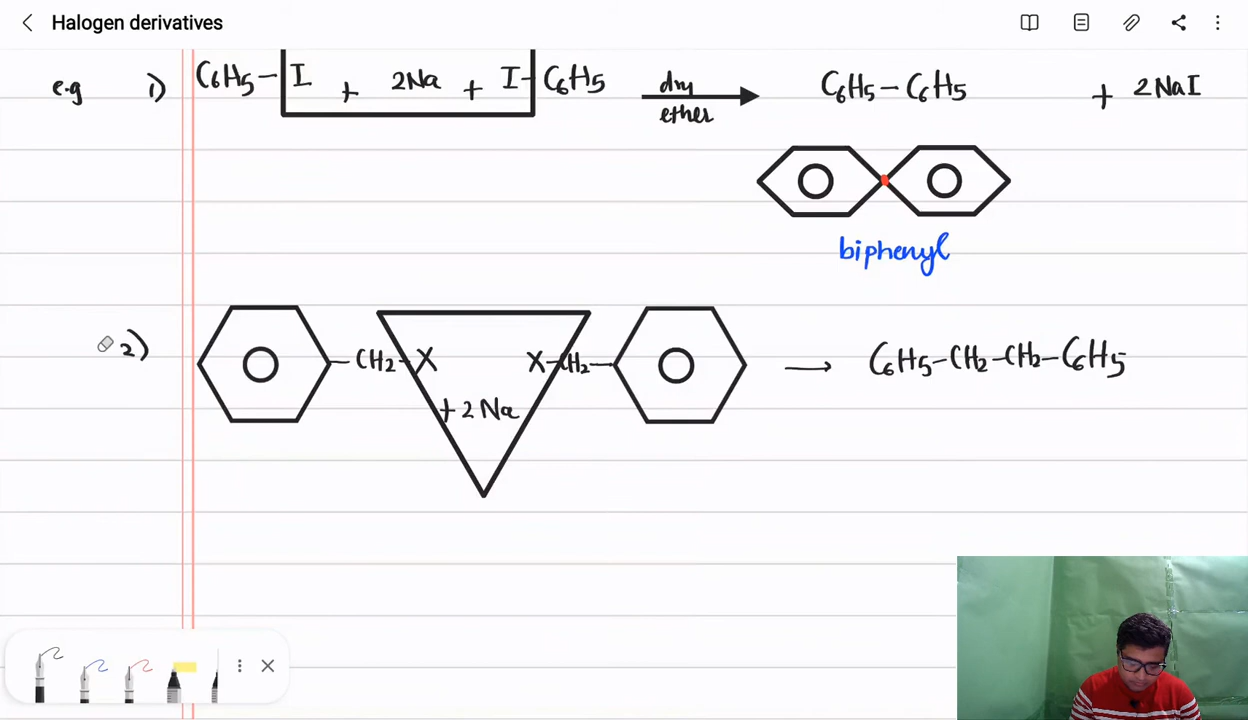 Halogen derivatives
e.g 1) C6H5-I + 2Na + I-C6H5 dry ether C6H5-C6H5 + 2NaI
biphenyl
2) -CH2-X X-CH2- → C6H5-CH2-CH2-C6H5
+ 2Na